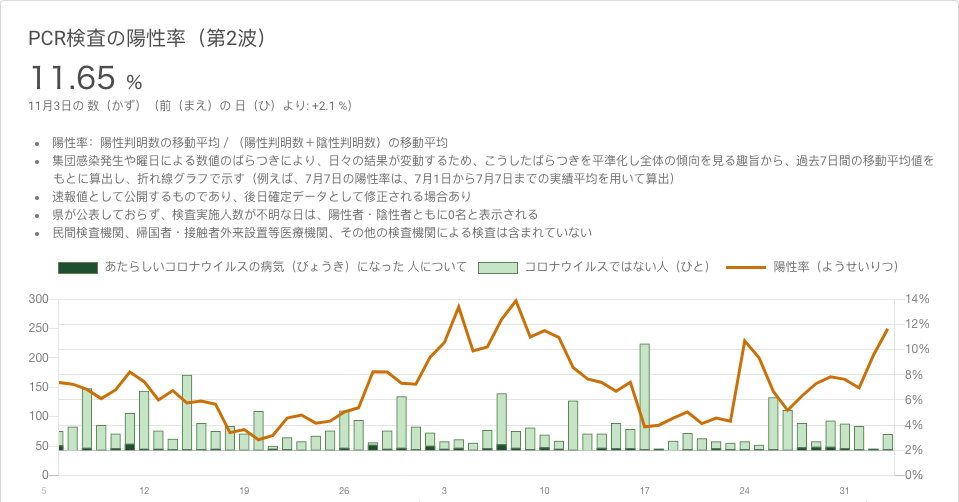 PCR検査の陽性率（第2波）
11.65 %
11月3日の 数（かず）（前（まえ）の 日（ひ）より: +2.1 %）
• 陽性率： 陽性判明数の移動平均 / （陽性判明数＋陰性判明数）の移動平均
• 集団感染発生や曜日による数値のばらつきにより、日々の結果が変動するため、こうしたばらつきを平準化し全体の傾向を見る趣旨から、過去7日間の移動平均値を
もとに算出し、折れ線グラフで示す（例えば、7月7日の陽性率は、7月1日から7月7日までの実績平均を用いて算出）
• 速報値として公開するものであり、後日確定データとして修正される場合あり
• 県が公表しておらず、検査実施人数が不明な日は、陽性者・陰性者ともに0名と表示される
• 民間検査機関、帰国者・接触者外来設置等医療機関、その他の検査機関による検査は含まれていない
あたらしいコロナウイルスの病気（びょうき）になった 人について コロナウイルスではない人（ひと） 陽性率（ようせいりつ）
300 14%
250 12%
200 10%
150 8%
100 6%
50 4%
0 2%
0%
5 12 19 26 3 10 17 24 31